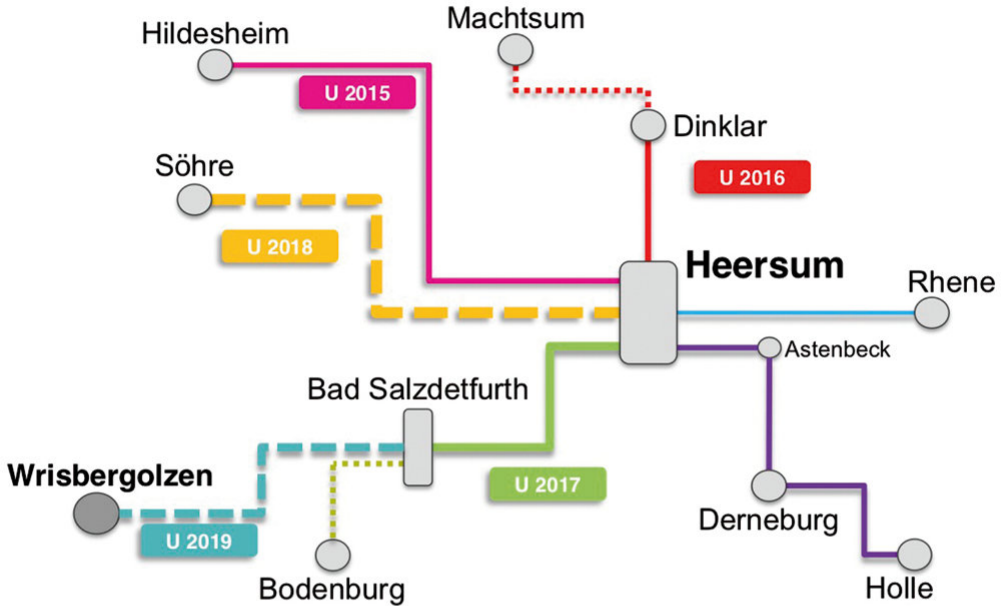 Machtsum
Hildesheim
U 2015
Dinklar
Söhre
U 2016
U 2018
Heersum
Rhene
Astenbeck
Bad Salzdetfurth
Wrisbergolzen
U 2017
Derneburg
U 2019
Bodenburg
Holle